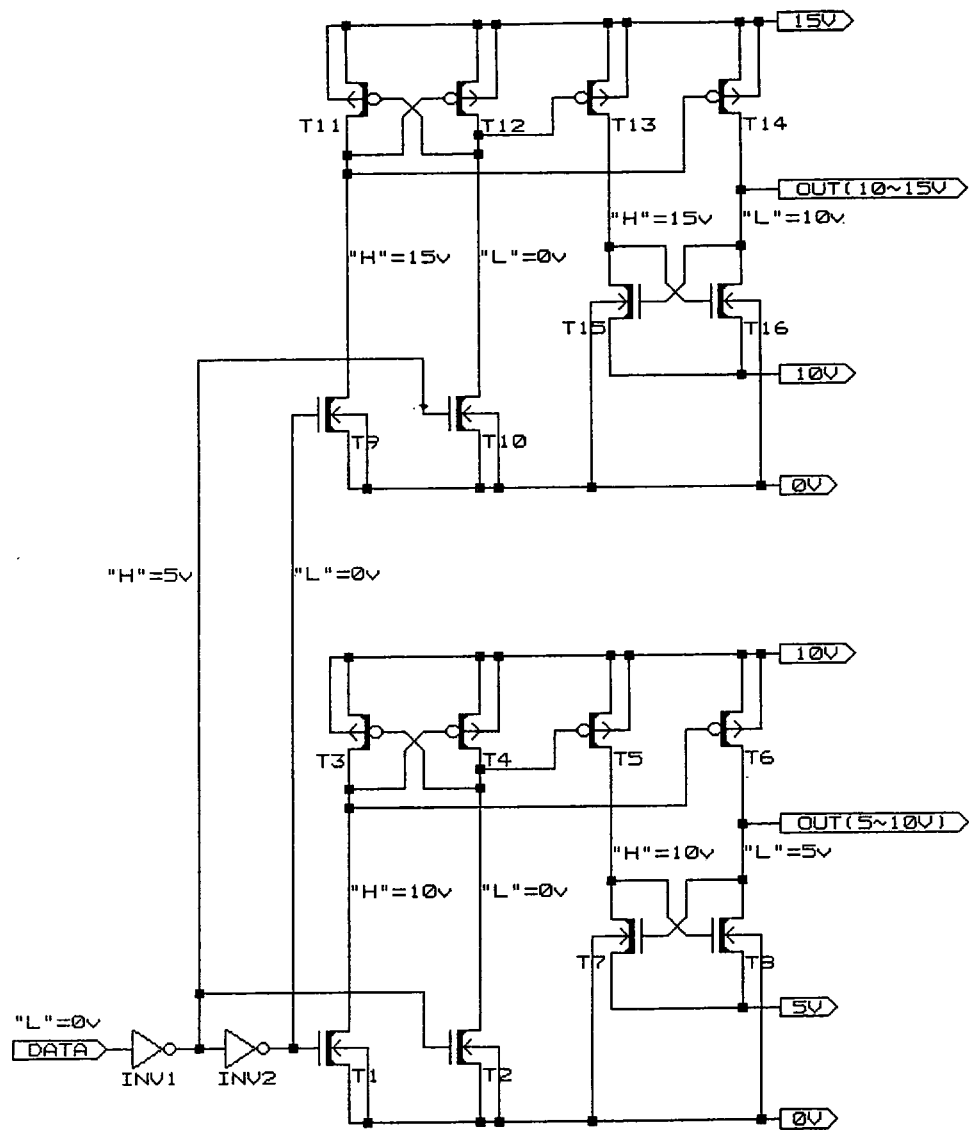 15V
T11
T12
T13
T14
OUT(10~15V
"H"=15v
"L"=10v
"H"=15v
"L"=0v
T15
T16
10V
T9
T10
0V
"H"=5v
"L"=0v
10V
T3
T4
T5
T6
OUT(5~10V)
"H"=10v
"L"=5v
"H"=10v
"L"=0v
T7
T8
"L"=0v
5V
DATA
INV1
INV2
T1
T2
0V